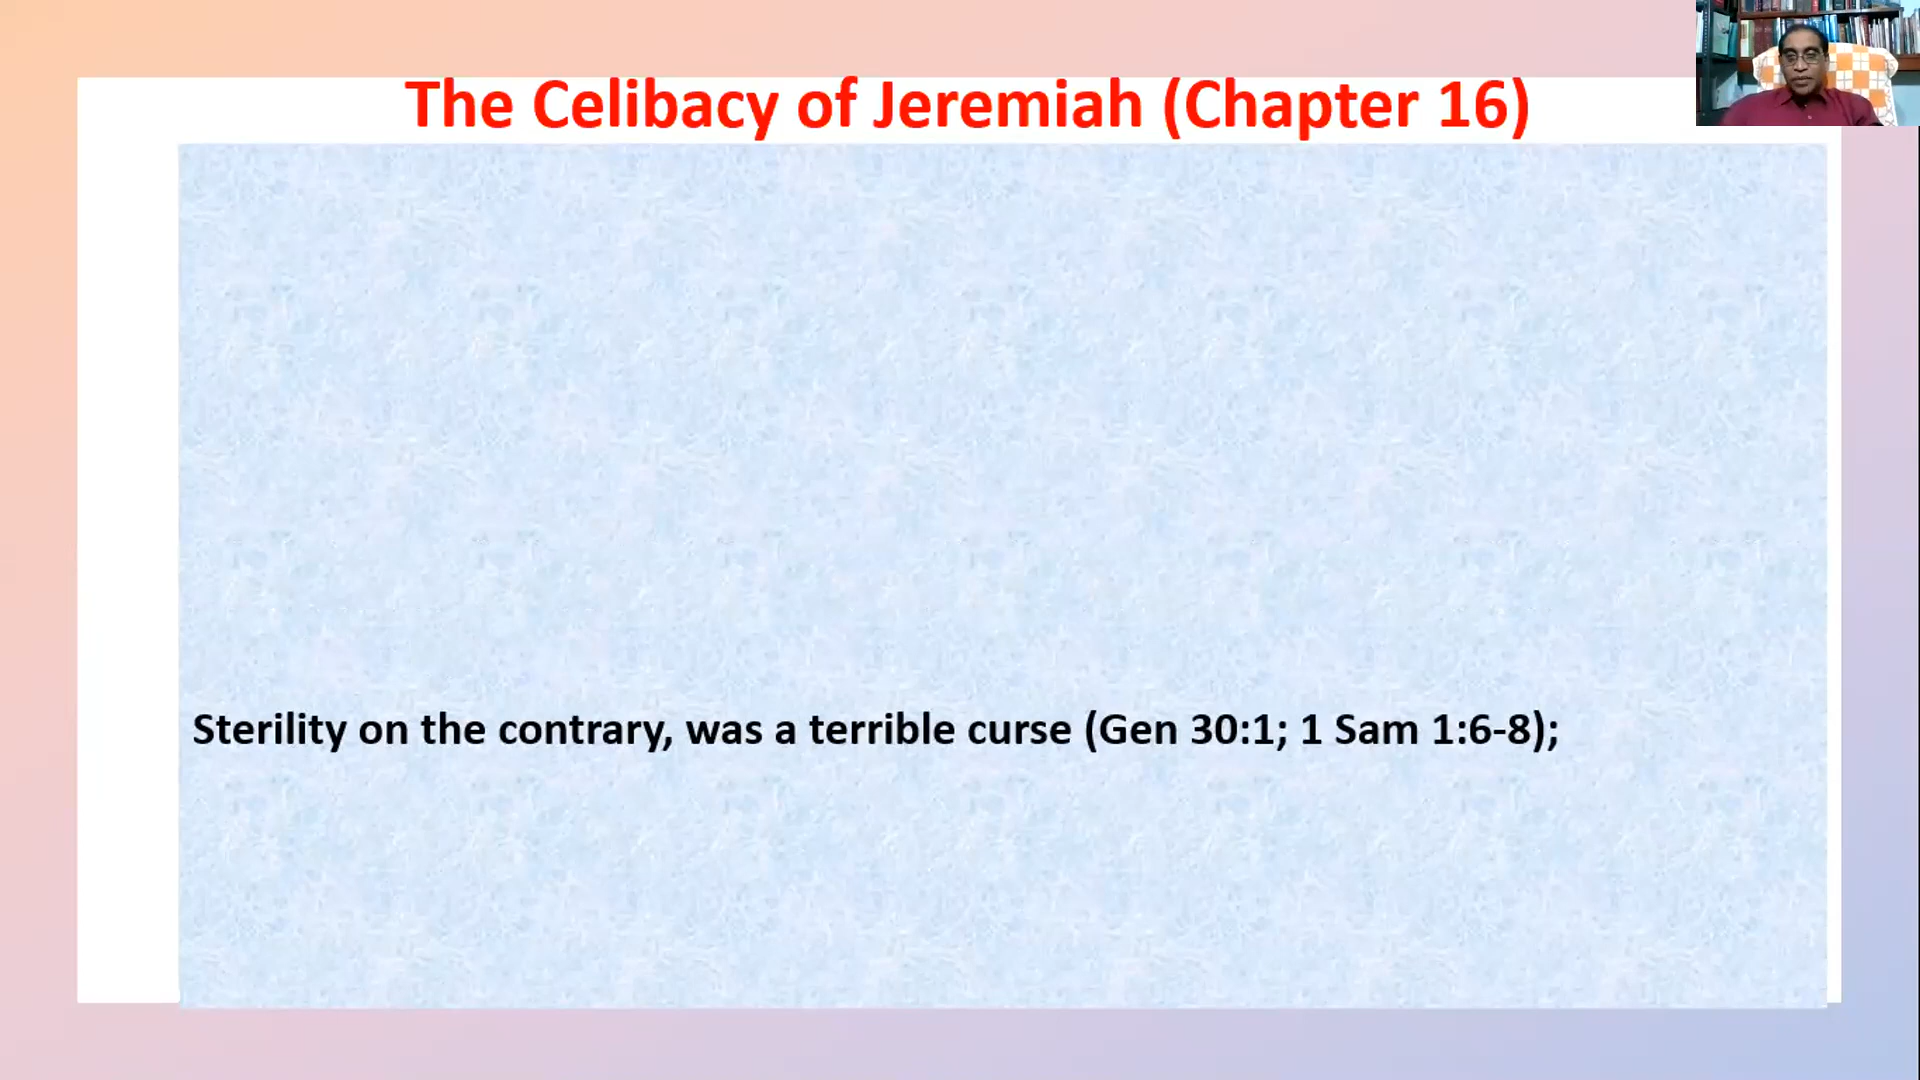 The Celibacy of Jeremiah (Chapter 16)
Sterility on the contrary, was a terrible curse (Gen 30:1; 1 Sam 1:6-8);